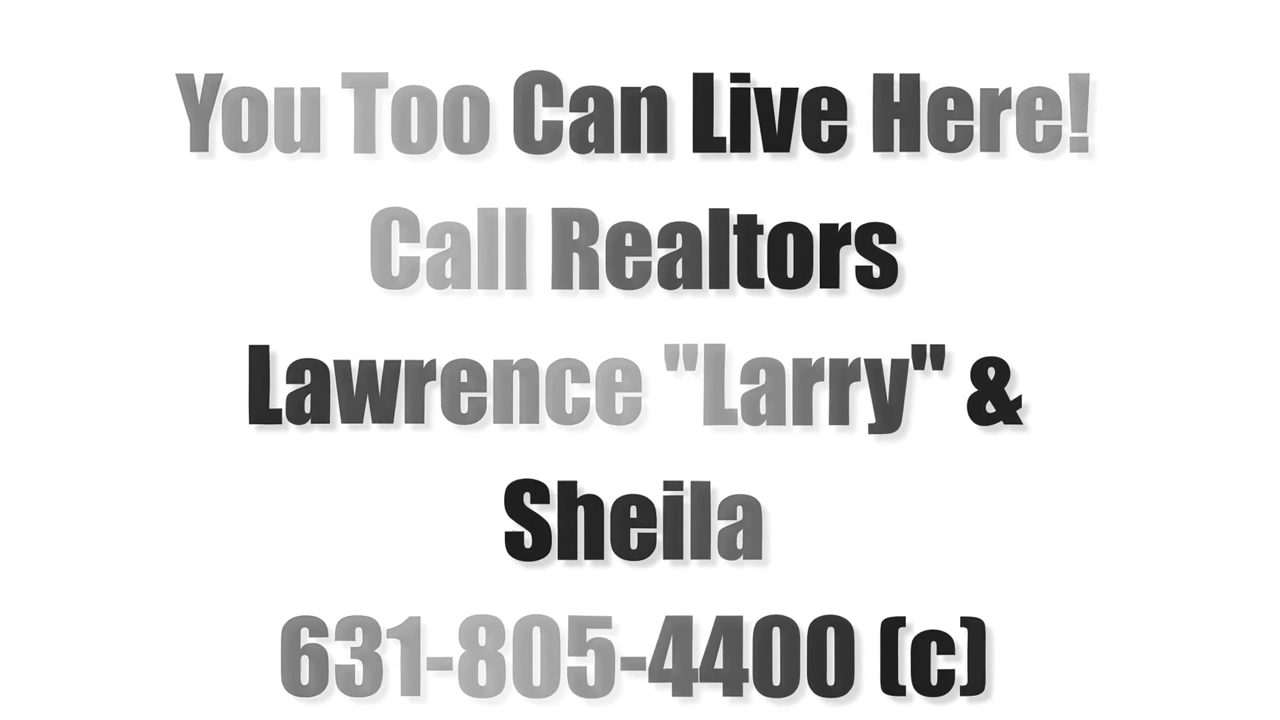 You Too Can Live Here!
Call Realtors
Lawrence "Larry" &
Sheila
631-805-4400 (c)